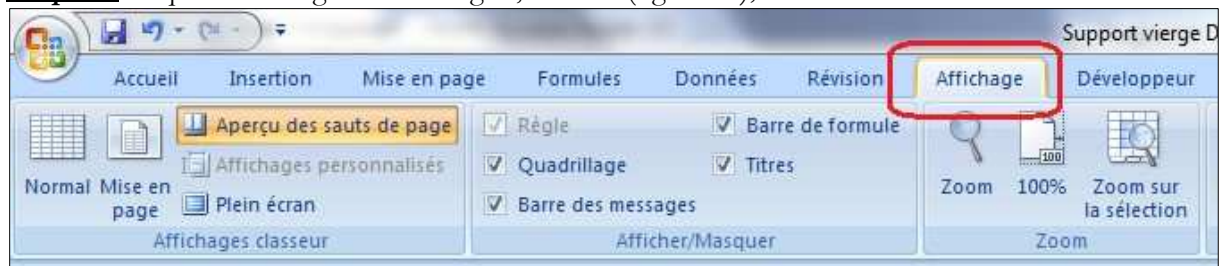 Support vierge D
Accueil Insertion Mise en page Formules Données Révision Affichage Développeur
Aperçu des sauts de page
Affichages personnalisés
Plein écran
Normal
Mise en
page
Affichages classeur
Règle
Barre de formule
Quadrillage
Titres
Barre des messages
Afficher/Masquer
Zoom
100
100%
Zoom sur
la sélection
Zoom